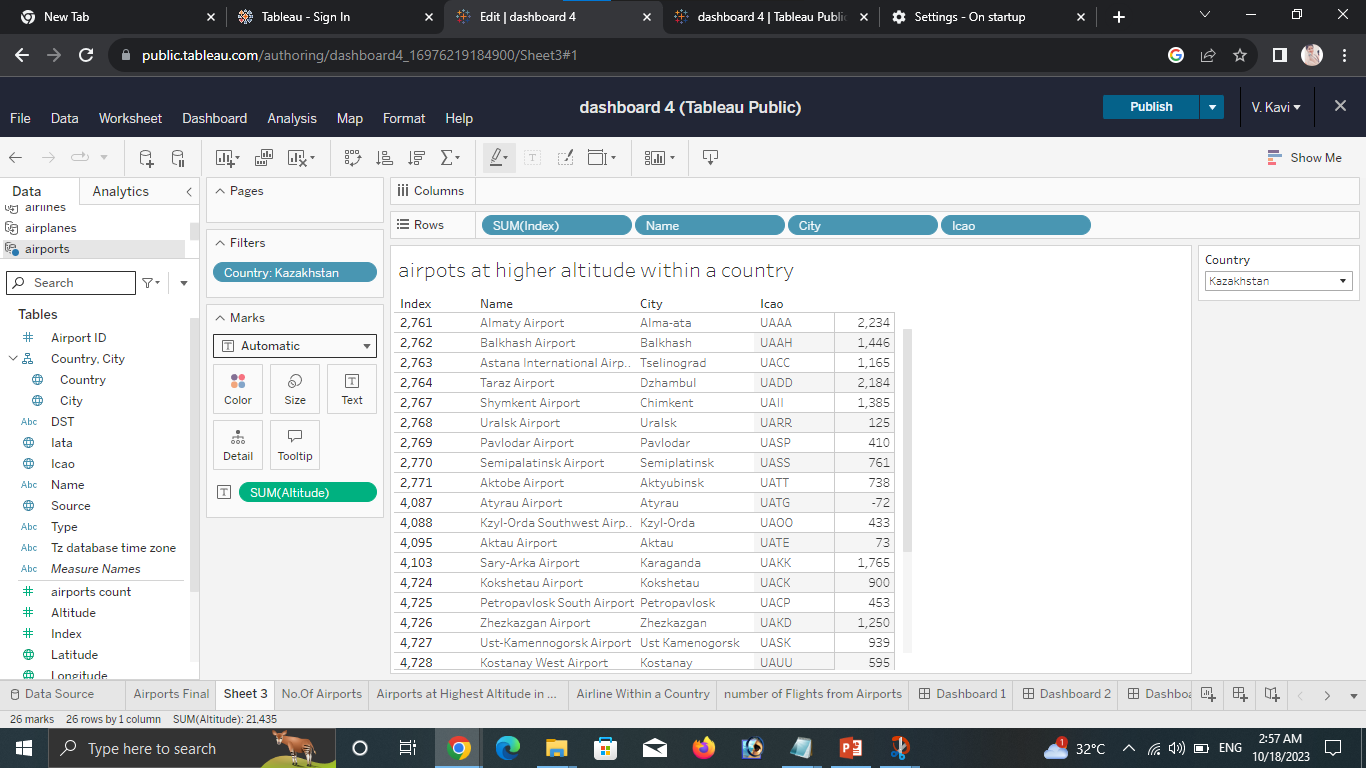 New Tab
Tableau - Sign In
Edit | dashboard 4
dashboard 4 | Tableau Public
Settings - On startup
public.tableau.com/authoring/dashboard4_16976219184900/Sheet3#1
dashboard 4 (Tableau Public)
Publish
V. Kavi
File Data Worksheet Dashboard Analysis Map Format Help
Show Me
Data Analytics
airlines
airplanes
airports
Search
Tables
Airport ID
Country, City
Country
City
Abc DST
Iata
Icao
Abc Name
Source
Abc Type
Abc Tz database time zone
Abc Measure Names
airports count
Altitude
Index
Latitude
Longitude
Pages
Filters
Country: Kazakhstan
Marks
Automatic
Color Size Text
Detail Tooltip
SUM(Altitude)
Columns
Rows SUM(Index) Name City Icao
airpots at higher altitude within a country
Index Name City Icao
2,761 Almaty Airport Alma-ata UAAA 2,234
2,762 Balkhash Airport Balkhash UAAH 1,446
2,763 Astana International Airp.. Tselinograd UACC 1,165
2,764 Taraz Airport Dzhambul UADD 2,184
2,767 Shymkent Airport Chimkent UAII 1,385
2,768 Uralsk Airport Uralsk UARR 125
2,769 Pavlodar Airport Pavlodar UASP 410
2,770 Semipalatinsk Airport Semiplatinsk UASS 761
2,771 Aktobe Airport Aktyubinsk UATT 738
4,087 Atyrau Airport Atyrau UATG -72
4,088 Kzyl-Orda Southwest Airp.. Kzyl-Orda UAOO 433
4,095 Aktau Airport Aktau UATE 73
4,103 Sary-Arka Airport Karaganda UAKK 1,765
4,724 Kokshetau Airport Kokshetau UACK 900
4,725 Petropavlosk South Airport Petropavlosk UACP 453
4,726 Zhezkazgan Airport Zhezkazgan UAKD 1,250
4,727 Ust-Kamennogorsk Airport Ust Kamenogorsk UASK 939
4,728 Kostanay West Airport Kostanay UAUU 595
Country
Kazakhstan
Data Source Airports Final Sheet 3 No.Of Airports Airports at Highest Altitude in ... Airline Within a Country number of Flights from Airports Dashboard 1 Dashboard 2 Dashboa
26 marks 26 rows by 1 column SUM(Altitude): 21,435
Type here to search
1
32°C
ENG
2:57 AM
10/18/2023